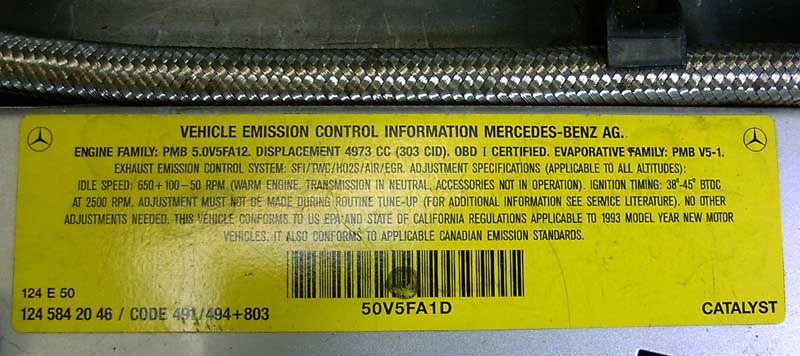 VEHICLE EMISSION CONTROL INFORMATION MERCEDES-BENZ AG.
ENGINE FAMILY: PMB 5.0V5FA12. DISPLACEMENT 4973 CC (303 CID). OBD I CERTIFIED. EVAPORATIVE FAMILY: PMB V5-1.
EXHAUST EMISSION CONTROL SYSTEM: SFI/TWC/HO2S/AIR/EGR. ADJUSTMENT SPECIFICATIONS (APPLICABLE TO ALL ALTITUDES):
IDLE SPEED: 650+100-50 RPM (WARM ENGINE, TRANSMISSION IN NEUTRAL, ACCESSORIES NOT IN OPERATION). IGNITION TIMING: 38°-45° BTDC
AT 2500 RPM. ADJUSTMENT MUST NOT BE MADE DURING ROUTINE TUNE-UP (FOR ADDITIONAL INFORMATION SEE SERVICE LITERATURE). NO OTHER
ADJUSTMENTS NEEDED. THIS VEHICLE CONFORMS TO US EPA AND STATE OF CALIFORNIA REGULATIONS APPLICABLE TO 1993 MODEL YEAR NEW MOTOR
VEHICLES. IT ALSO CONFORMS TO APPLICABLE CANADIAN EMISSION STANDARDS.
124 E 50
124 584 20 46 / CODE 491/494+803
50V5FA1D
CATALYST